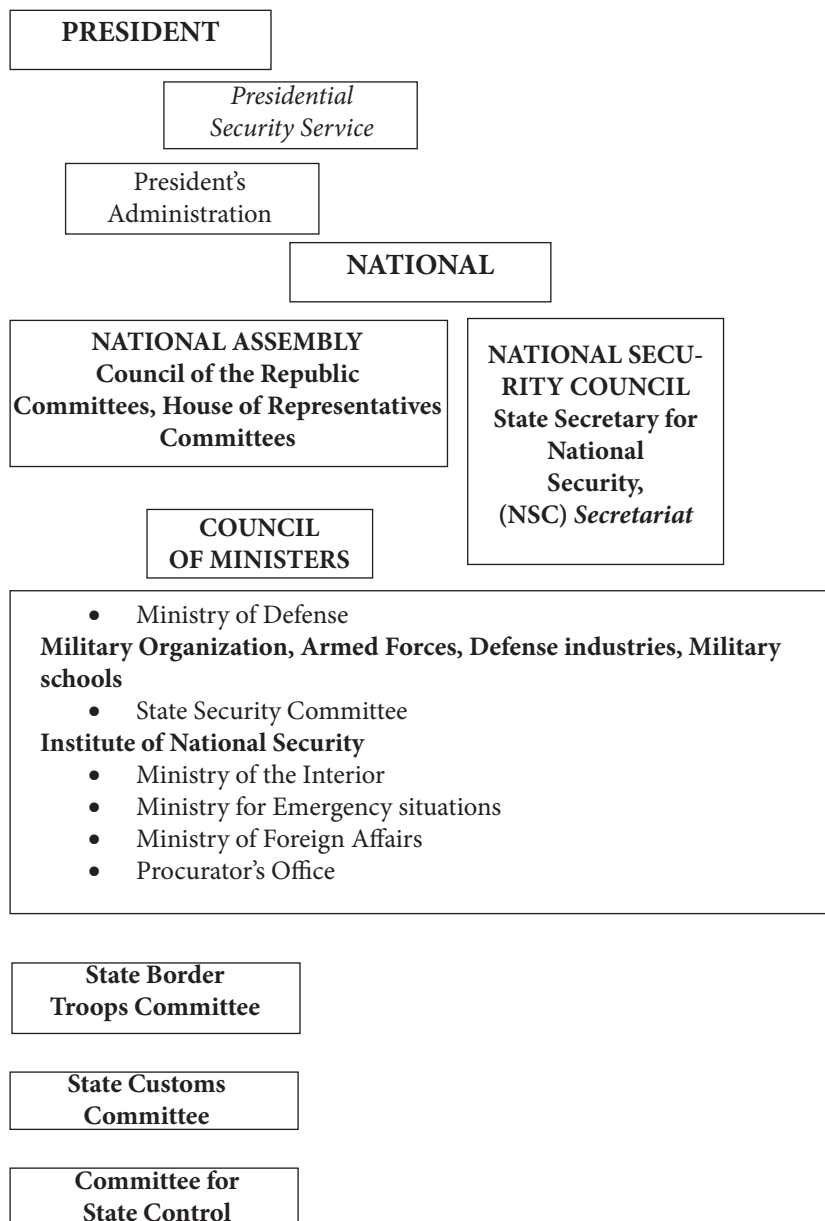 PRESIDENT
Presidential
Security Service
President's
Administration
NATIONAL
NATIONAL ASSEMBLY
Council of the Republic
Committees, House of Representatives
Committees
NATIONAL SECU-
RITY COUNCIL
State Secretary for
National
Security,
(NSC) Secretariat
COUNCIL
OF MINISTERS
• Ministry of Defense
Military Organization, Armed Forces, Defense industries, Military
schools
• State Security Committee
Institute of National Security
• Ministry of the Interior
• Ministry for Emergency situations
• Ministry of Foreign Affairs
• Procurator's Office
State Border
Troops Committee
State Customs
Committee
Committee for
State Control